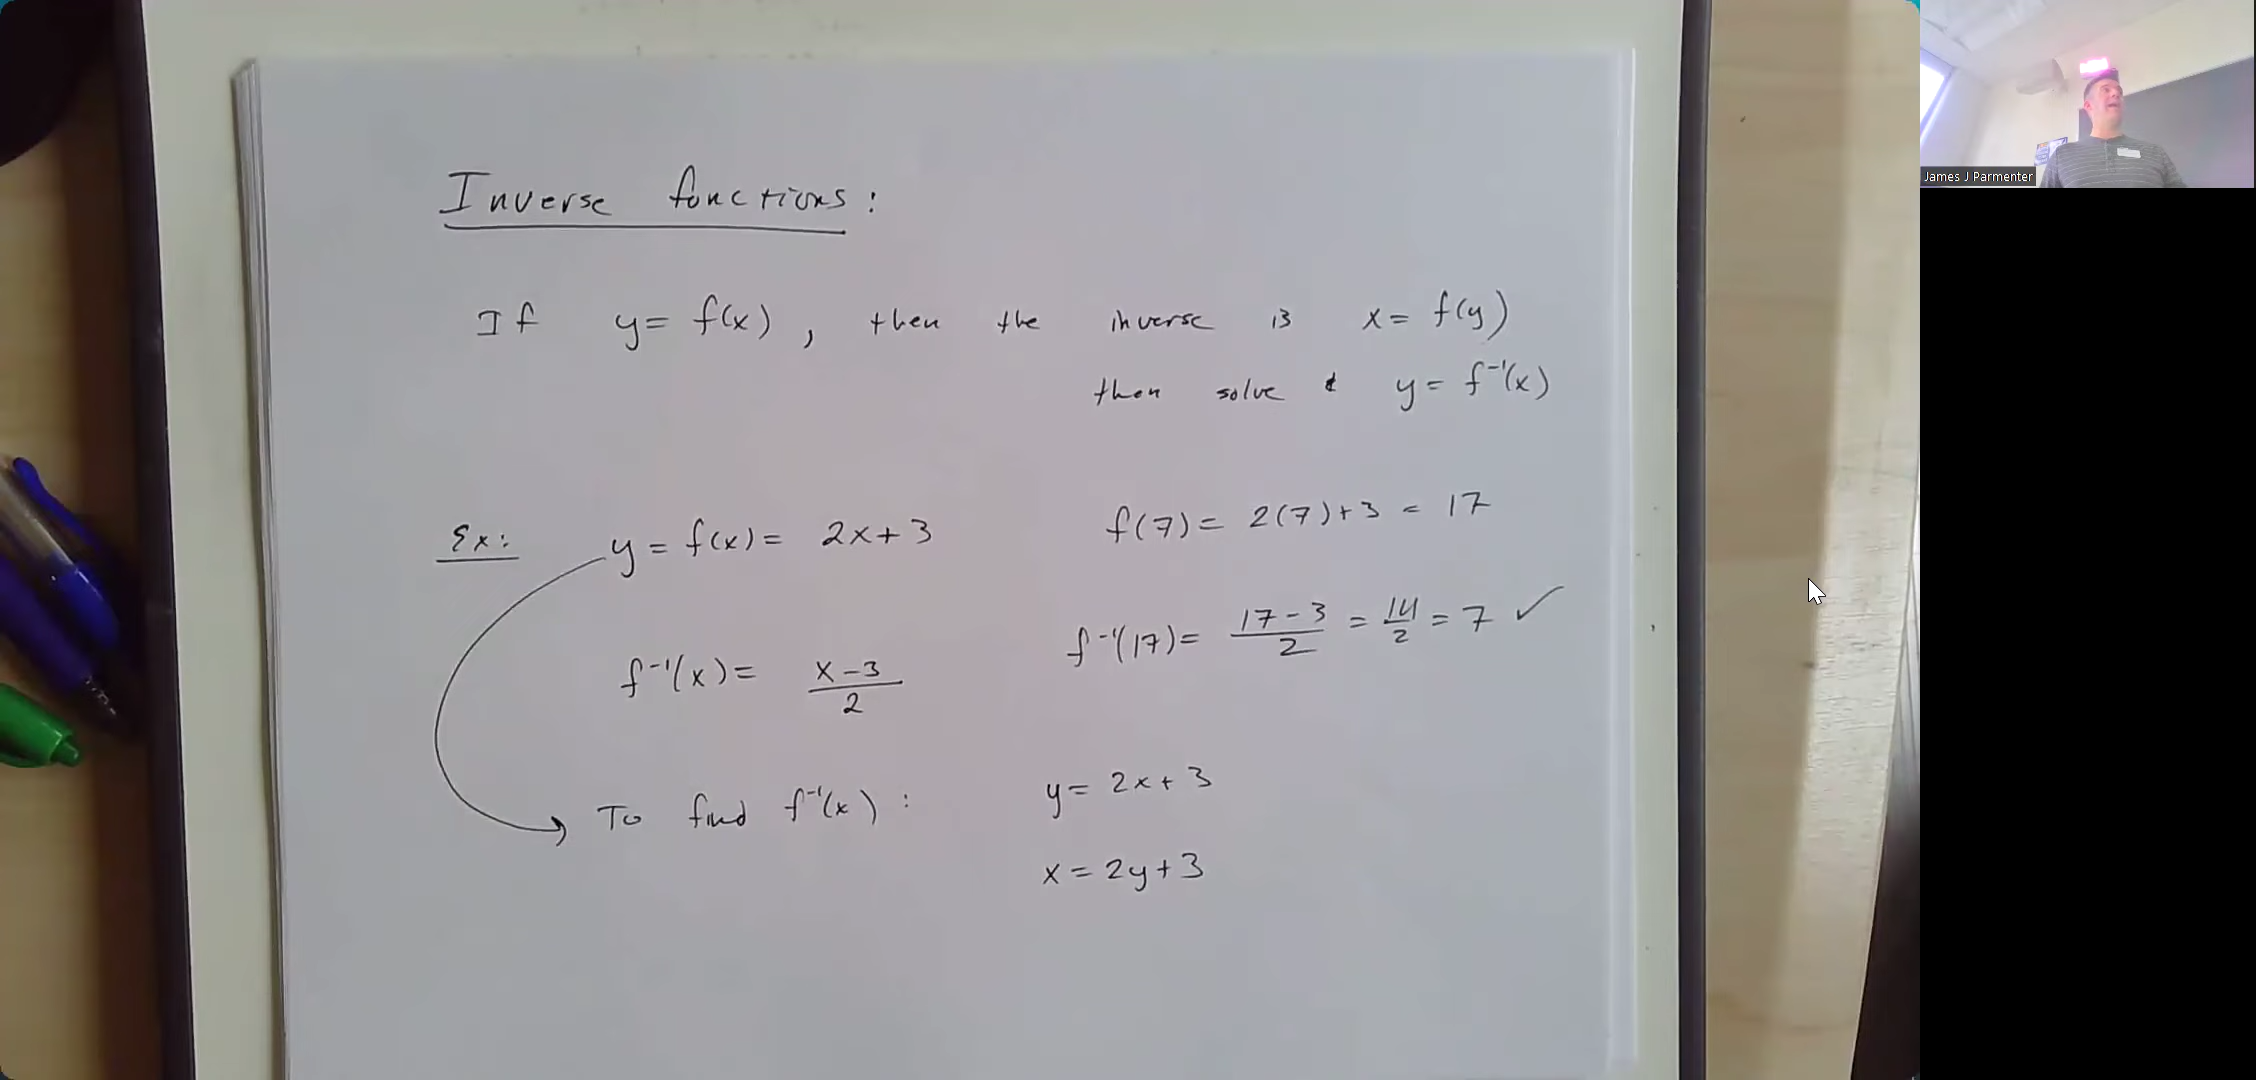 Inverse functions:
If y = f(x), then the inverse is x = f(y)
then solve & y = f⁻¹(x)
Ex: y = f(x) = 2x + 3
f(7) = 2(7) + 3 = 17
f⁻¹(x) = (x - 3)/2
f⁻¹(17) = (17 - 3)/2 = 14/2 = 7 ✓
To find f⁻¹(x): y = 2x + 3
x = 2y + 3
James J Parmenter